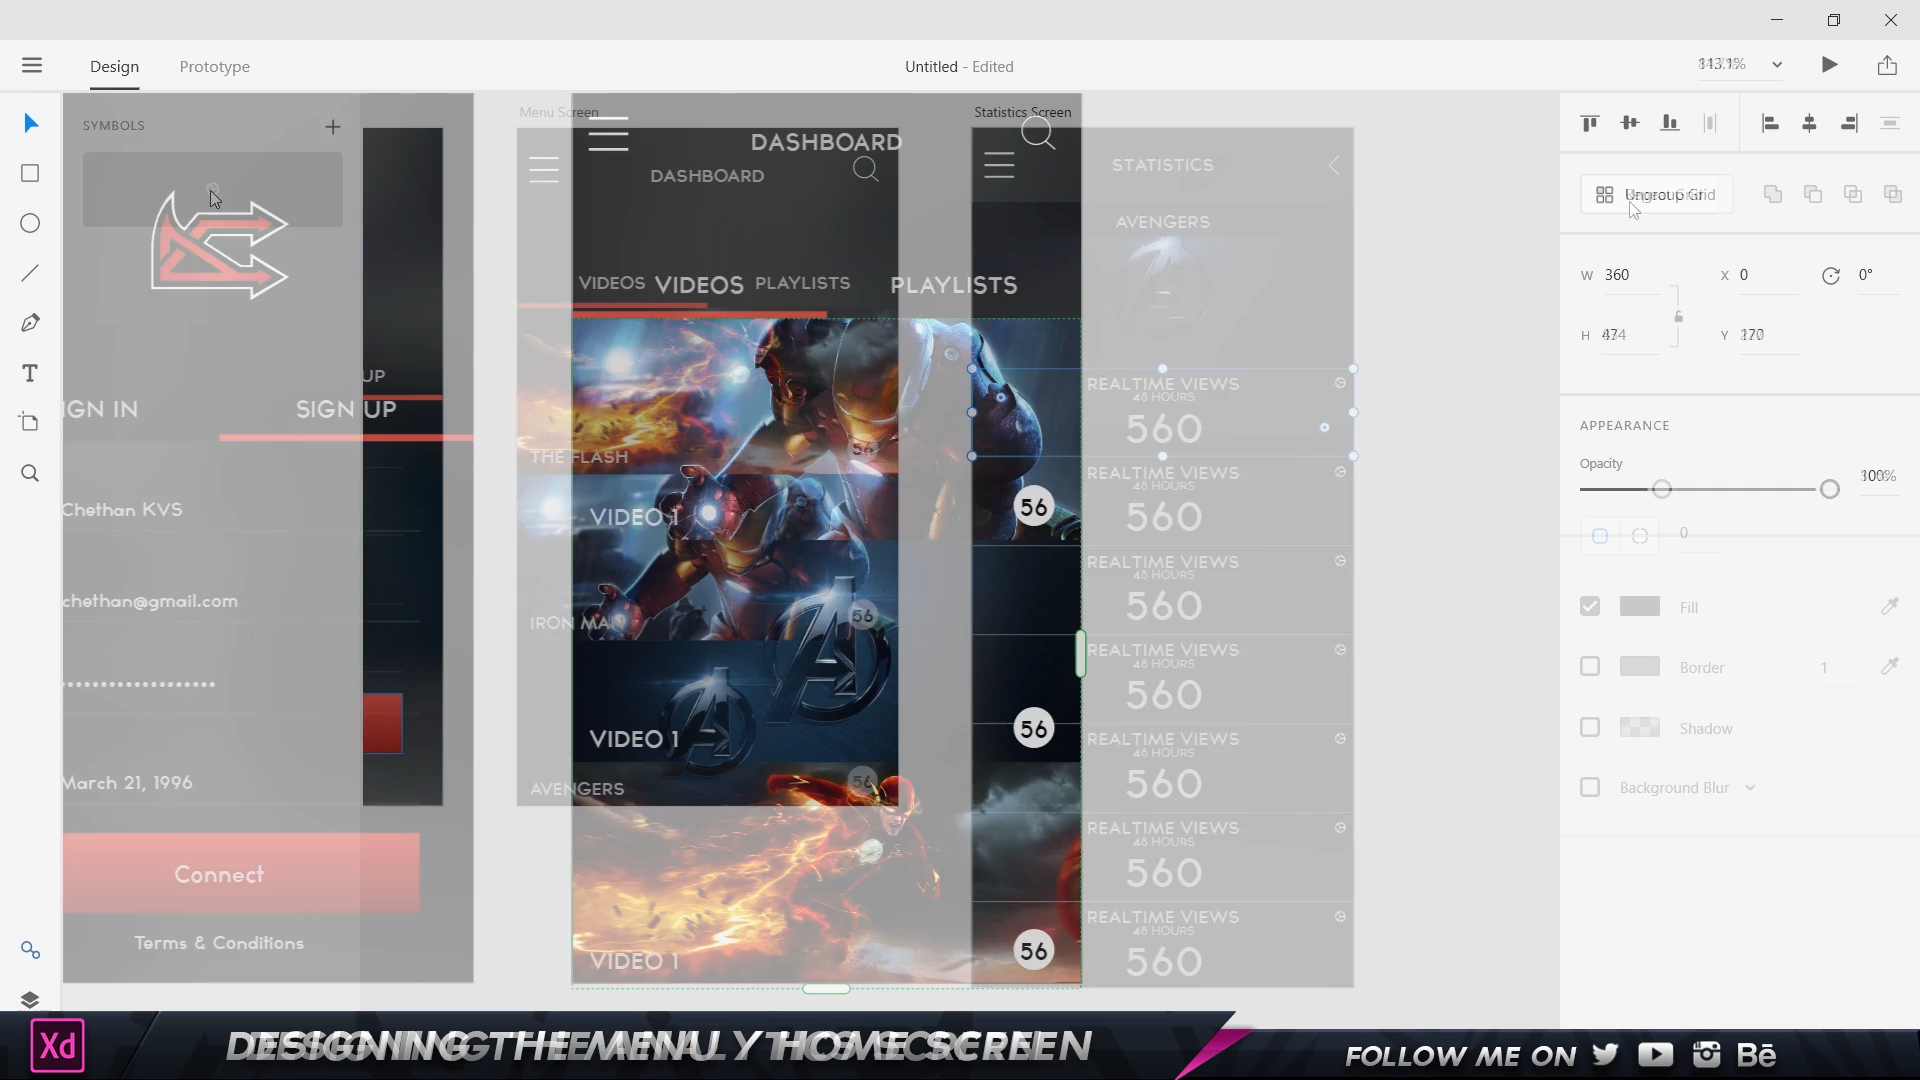 Design
Prototype
Untitled - Edited
SYMBOLS
IGN IN
SIGN UP
UP
Chethan KVS
chethan@gmail.com
March 21, 1996
Connect
Terms & Conditions
Menu Screen
DASHBOARD
DASHBOARD
VIDEOS
VIDEOS
PLAYLISTS
PLAYLISTS
THE FLASH
56
VIDEO 1
56
IRON MAN
56
VIDEO 1
56
AVENGERS
56
VIDEO 1
56
Statistics Screen
STATISTICS
AVENGERS
REALTIME VIEWS
48 HOURS
560
REALTIME VIEWS
48 HOURS
560
REALTIME VIEWS
48 HOURS
560
REALTIME VIEWS
48 HOURS
560
REALTIME VIEWS
48 HOURS
560
REALTIME VIEWS
48 HOURS
560
REALTIME VIEWS
48 HOURS
560
Ungroup Grid
W 360
X 0
0°
H
Y
APPEARANCE
Opacity
0
Fill
Border
1
Shadow
Background Blur
Xd
SCREEN
FOLLOW ME ON
Bē